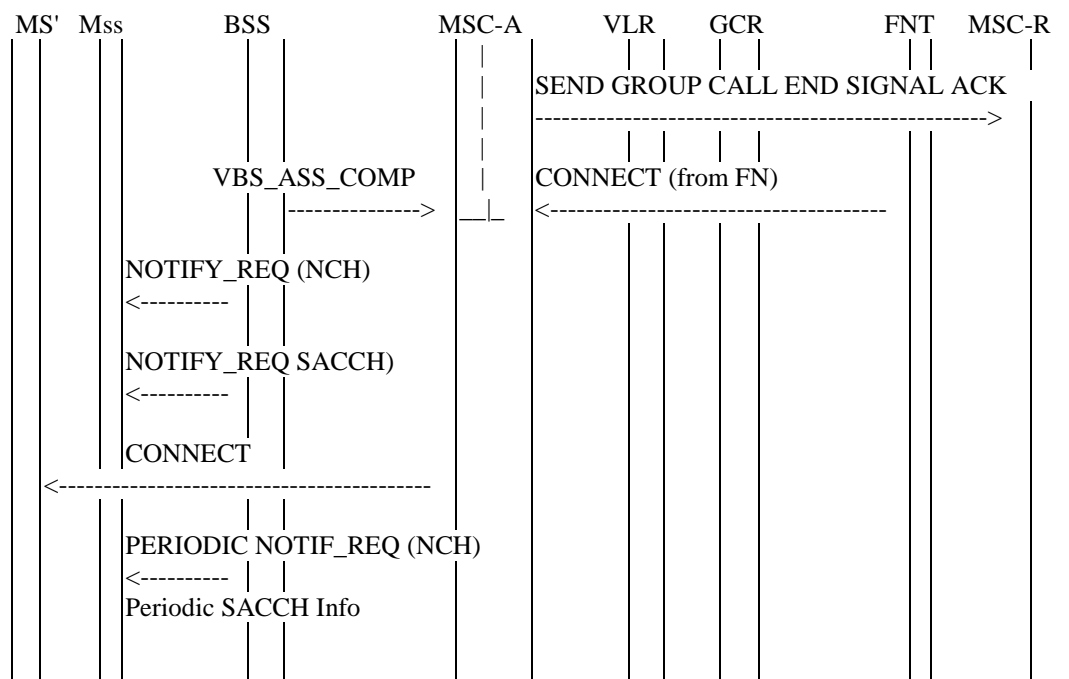 MS' Mss BSS MSC-A VLR GCR FNT MSC-R
SEND GROUP CALL END SIGNAL ACK
VBS_ASS_COMP CONNECT (from FN)
NOTIFY_REQ (NCH)
NOTIFY_REQ SACCH)
CONNECT
PERIODIC NOTIF_REQ (NCH)
Periodic SACCH Info